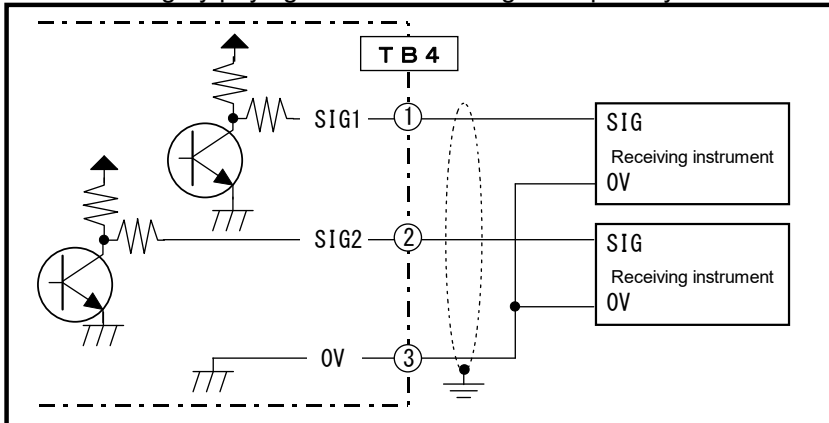 TB4
SIG1
1
SIG
Receiving instrument
0V
SIG2
2
SIG
Receiving instrument
0V
0V
3